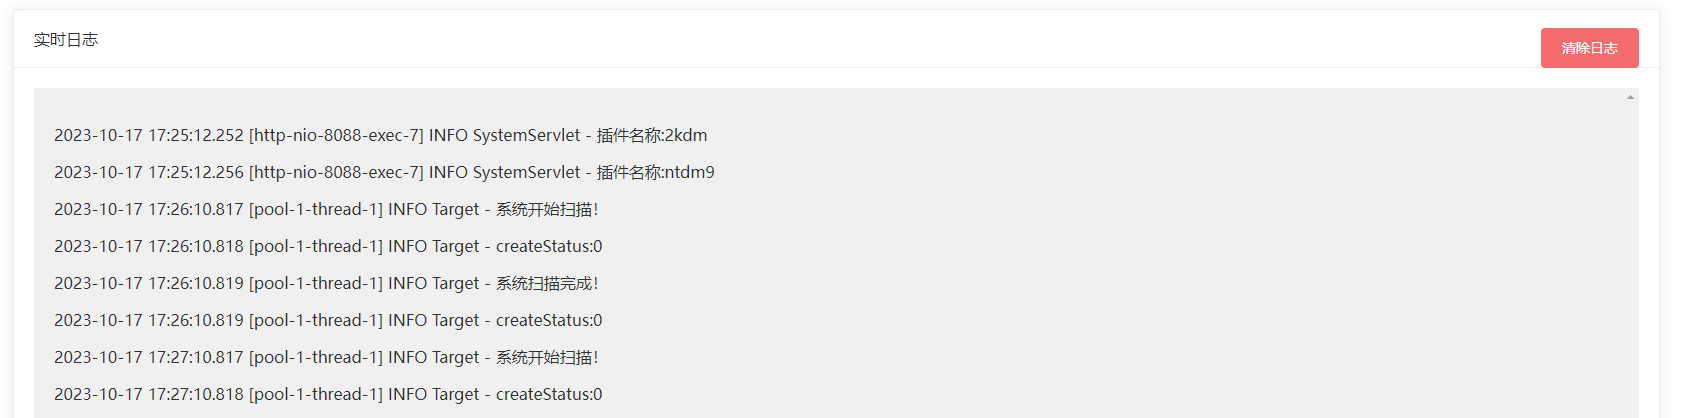 实时日志
清除日志
2023-10-17 17:25:12.252 [http-nio-8088-exec-7] INFO SystemServlet - 插件名称:2kdm
2023-10-17 17:25:12.256 [http-nio-8088-exec-7] INFO SystemServlet - 插件名称:ntdm9
2023-10-17 17:26:10.817 [pool-1-thread-1] INFO Target - 系统开始扫描!
2023-10-17 17:26:10.818 [pool-1-thread-1] INFO Target - createStatus:0
2023-10-17 17:26:10.819 [pool-1-thread-1] INFO Target - 系统扫描完成!
2023-10-17 17:26:10.819 [pool-1-thread-1] INFO Target - createStatus:0
2023-10-17 17:27:10.817 [pool-1-thread-1] INFO Target - 系统开始扫描!
2023-10-17 17:27:10.818 [pool-1-thread-1] INFO Target - createStatus:0